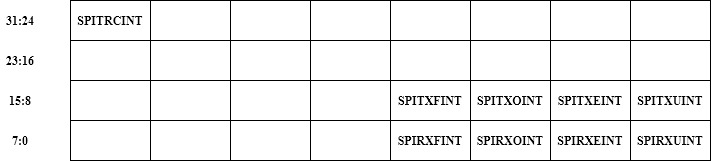 31:24 SPITRCINT
23:16
15:8 SPITXFINT SPITXOINT SPITXEINT SPITXUINT
7:0 SPIRXFINT SPIRXOINT SPIRXEINT SPIRXUINT